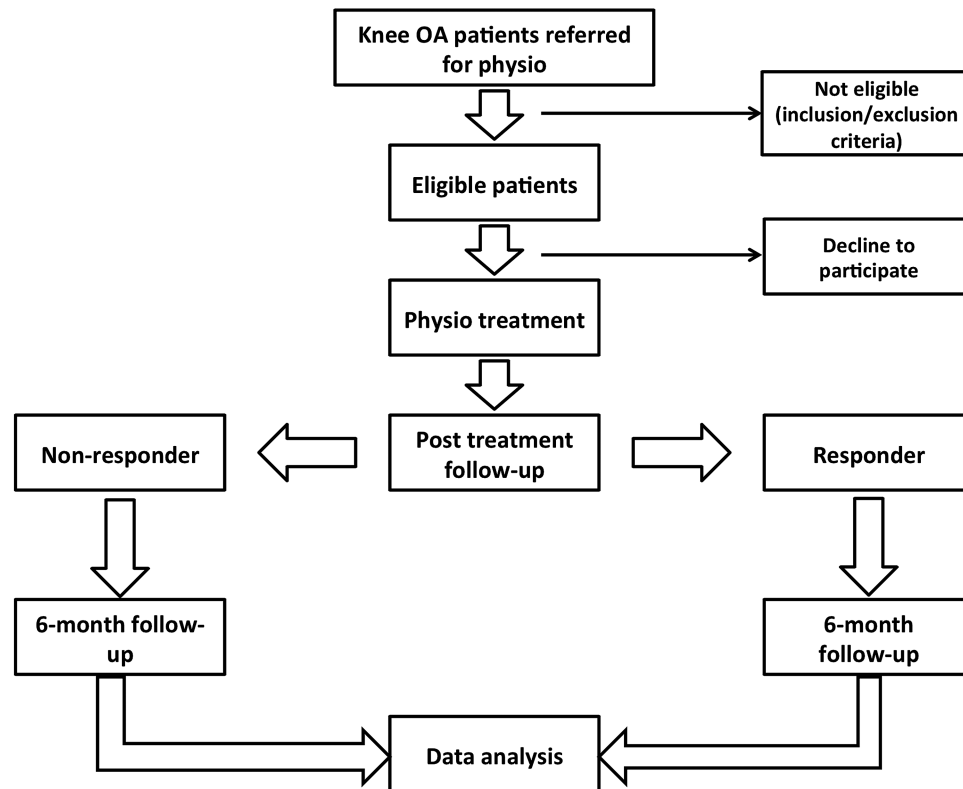 Knee OA patients referred
for physio
Not eligible
(inclusion/exclusion
criteria)
Eligible patients
Decline to
participate
Physio treatment
Non-responder
Post treatment
follow-up
Responder
6-month follow-
up
6-month
follow-up
Data analysis